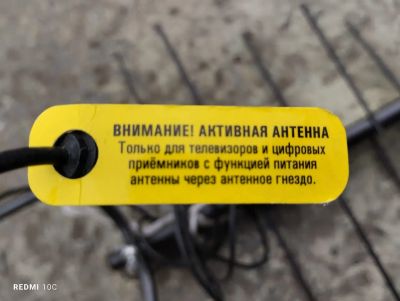 ВНИМАНИЕ! АКТИВНАЯ АНТЕННА
Только для телевизоров и цифровых
приёмников с функцией питания
антенны через антенное гнездо.
REDMI 10C